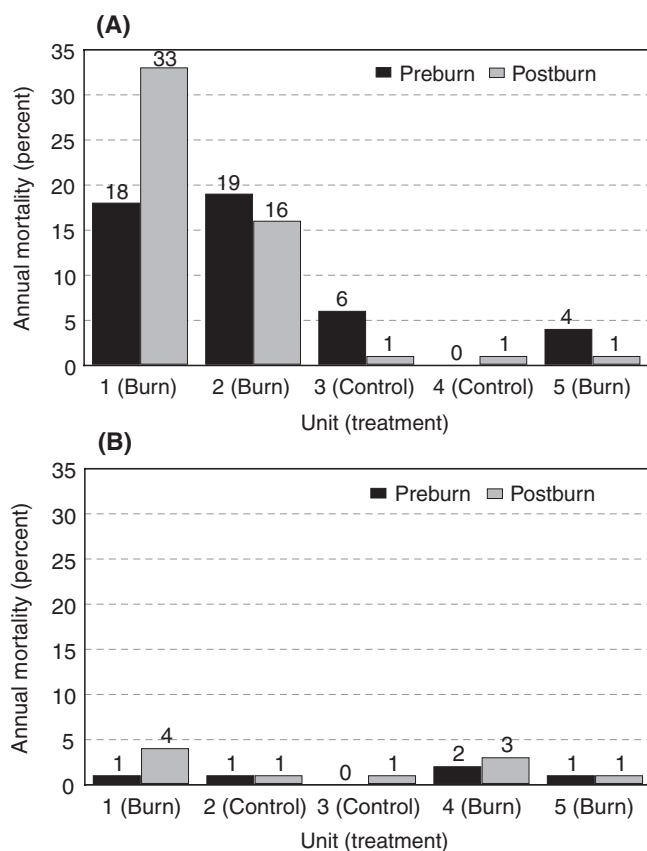 (A)
35
30
25
20
15
10
5
0
Annual mortality (percent)
Preburn Postburn
18 33 19 16 6 1 0 1 4 1
1 (Burn) 2 (Burn) 3 (Control) 4 (Control) 5 (Burn)
Unit (treatment)
(B)
35
30
25
20
15
10
5
0
Annual mortality (percent)
Preburn Postburn
1 4 1 1 0 1 2 3 1 1
1 (Burn) 2 (Control) 3 (Control) 4 (Burn) 5 (Burn)
Unit (treatment)